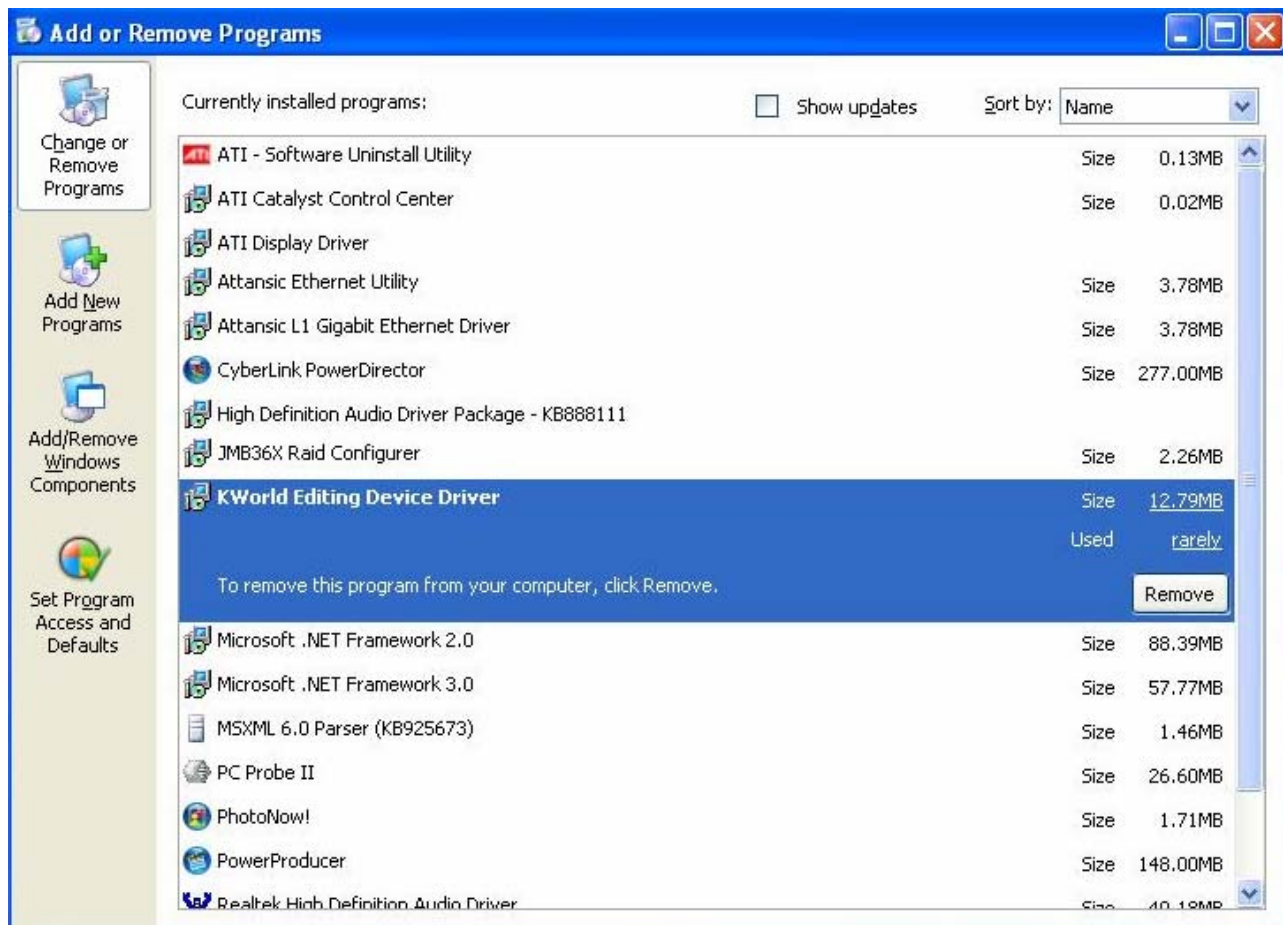 Add or Remove Programs
Change or
Remove
Programs
Add New
Programs
Add/Remove
Windows
Components
Set Program
Access and
Defaults
Currently installed programs:
Show updates
Sort by: Name
ATI - Software Uninstall Utility Size 0.13MB
ATI Catalyst Control Center Size 0.02MB
ATI Display Driver
Attansic Ethernet Utility Size 3.78MB
Attansic L1 Gigabit Ethernet Driver Size 3.78MB
CyberLink PowerDirector Size 277.00MB
High Definition Audio Driver Package - KB888111
JMB36X Raid Configurer Size 2.26MB
KWorld Editing Device Driver Size 12.79MB
Used rarely
To remove this program from your computer, click Remove. Remove
Microsoft .NET Framework 2.0 Size 88.39MB
Microsoft .NET Framework 3.0 Size 57.77MB
MSXML 6.0 Parser (KB925673) Size 1.46MB
PC Probe II Size 26.60MB
PhotoNow! Size 1.71MB
PowerProducer Size 148.00MB
Realtek High Definition Audio Driver Size 40.18MB